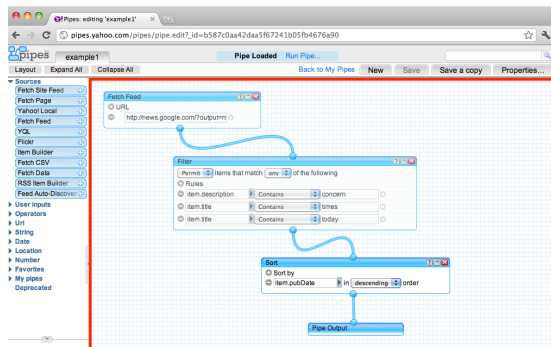 Pipes: editing 'example1'
pipes.yahoo.com/pipes/pipe.edit?_id=b587c0aa42daa5f67241b05fb4676a90
pipes example1 Pipe Loaded Run Pipe...
Layout Expand All Collapse All Back to My Pipes New Save Save a copy Properties...
Sources
Fetch Site Feed
Fetch Page
Yahoo! Local
Fetch Feed
YQL
Flickr
Item Builder
Fetch CSV
Fetch Data
RSS Item Builder
Feed Auto-Discover
User inputs
Operators
Url
String
Date
Location
Number
Favorites
My pipes
Deprecated
Fetch Feed
URL
http://news.google.com/?output=r
Filter
Permit items that match any of the following
Rules
item.description Contains concern
item.title Contains times
item.title Contains today
Sort
Sort by
item.pubDate in descending order
Pipe Output